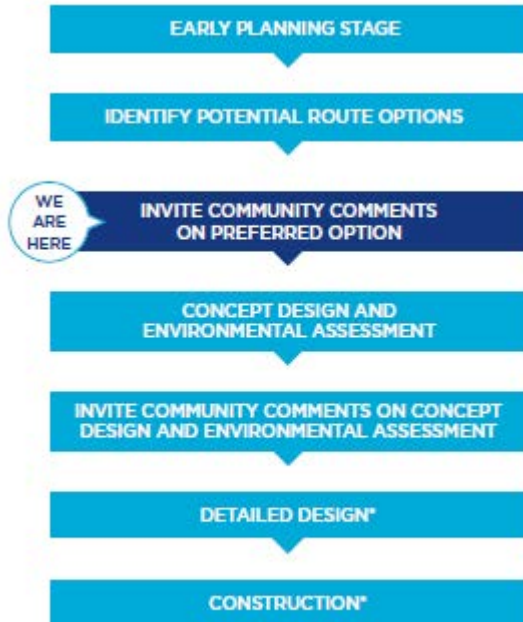 EARLY PLANNING STAGE
IDENTIFY POTENTIAL ROUTE OPTIONS
WE
ARE
HERE
INVITE COMMUNITY COMMENTS
ON PREFERRED OPTION
CONCEPT DESIGN AND
ENVIRONMENTAL ASSESSMENT
INVITE COMMUNITY COMMENTS ON CONCEPT
DESIGN AND ENVIRONMENTAL ASSESSMENT
DETAILED DESIGN*
CONSTRUCTION*